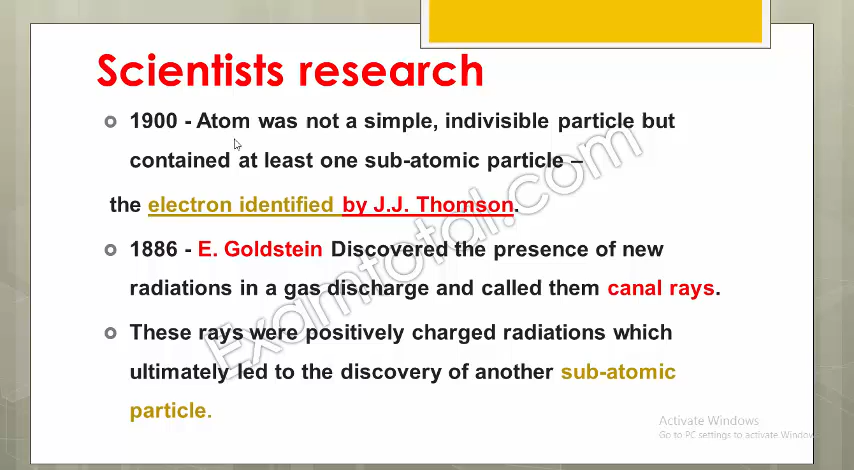 Scientists research
1900 - Atom was not a simple, indivisible particle but
contained at least one sub-atomic particle –
the electron identified by J.J. Thomson.
1886 - E. Goldstein Discovered the presence of new
radiations in a gas discharge and called them canal rays.
These rays were positively charged radiations which
ultimately led to the discovery of another sub-atomic
particle.
Examtotal.com
Activate Windows
Go to PC settings to activate Window